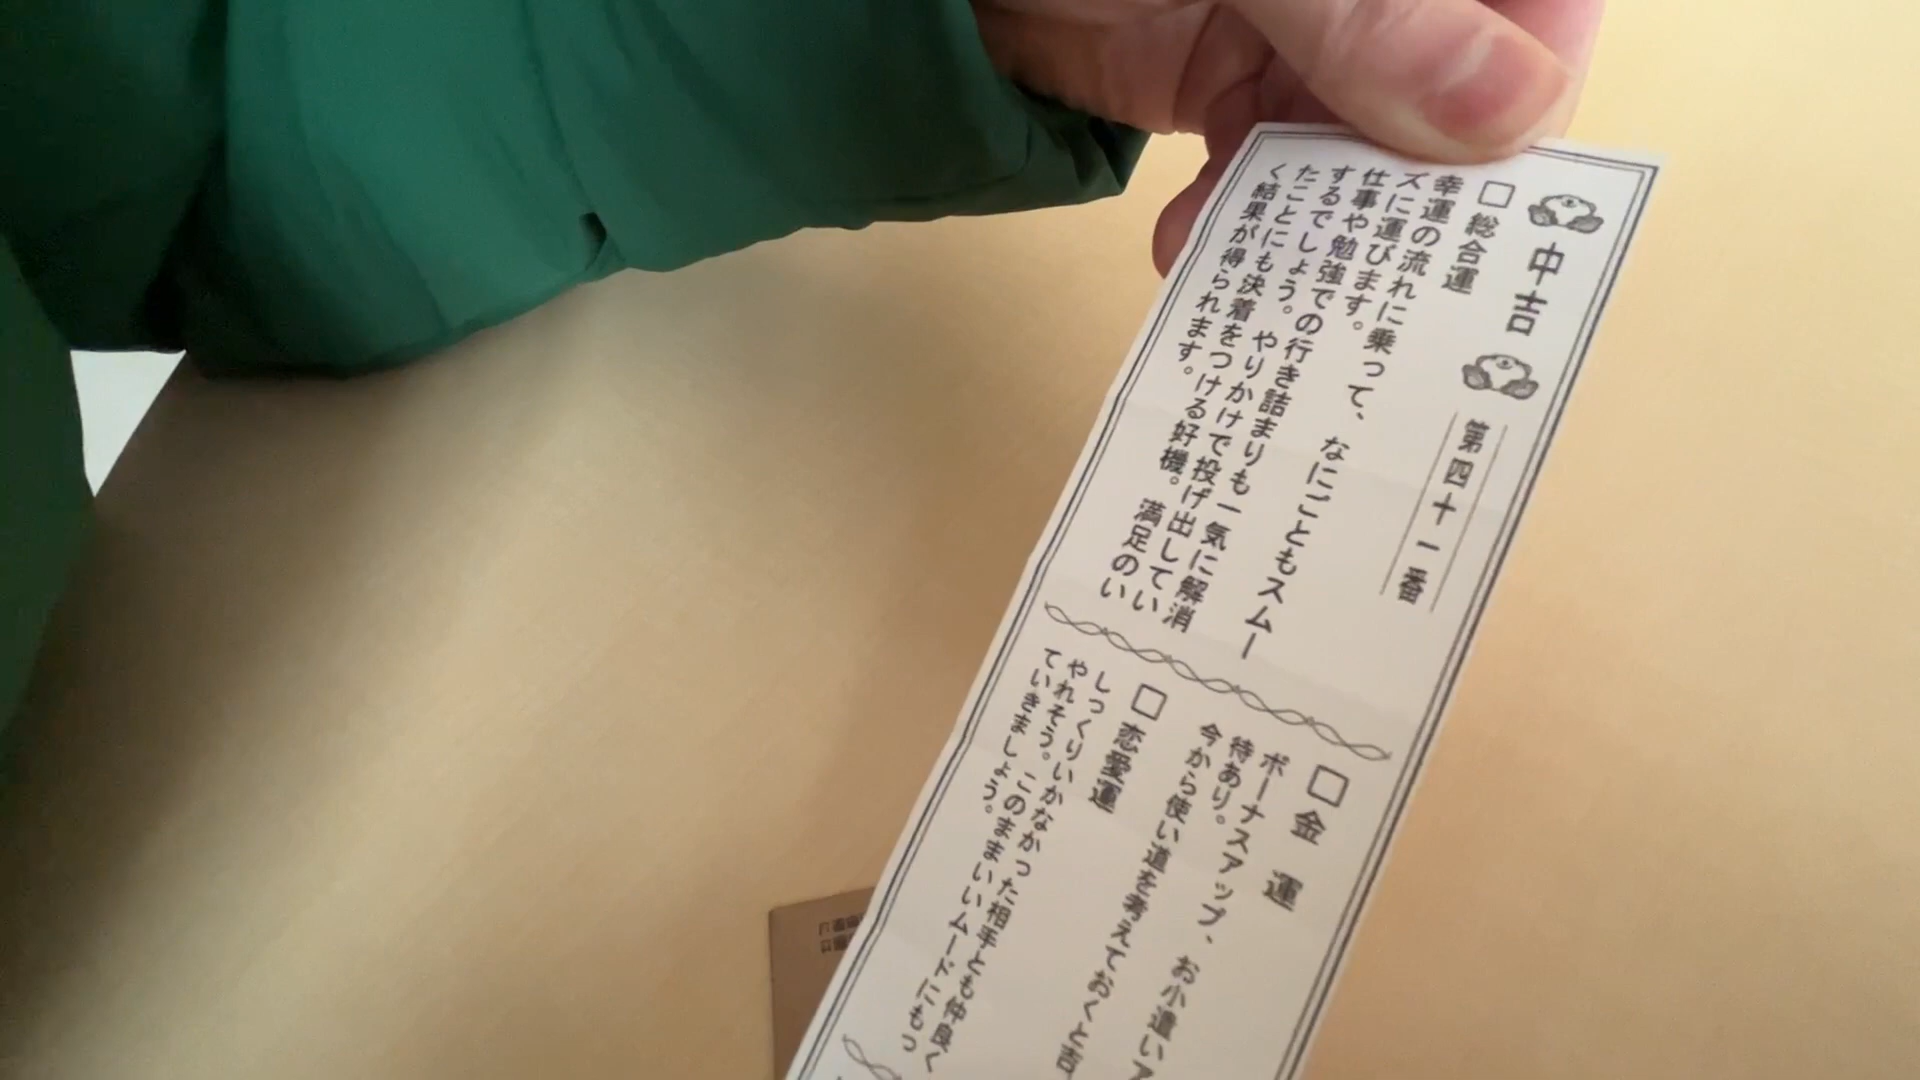 中吉
第四十一番
□ 総合運
幸運の流れに乗って、なにごともスムー
ズに運びます。
仕事や勉強での行き詰まりも一気に解消
するでしょう。やりかけで投げ出してい
たことにも決着をつける好機。満足のい
く結果が得られます。
□ 金運
ボーナスアップ、お小遣いア
待あり。
今から使い道を考えておくと吉
□ 恋愛運
しっくりいかなかった相手とも仲良く
やれそう。このままいいムードにもっ
ていきましょう。